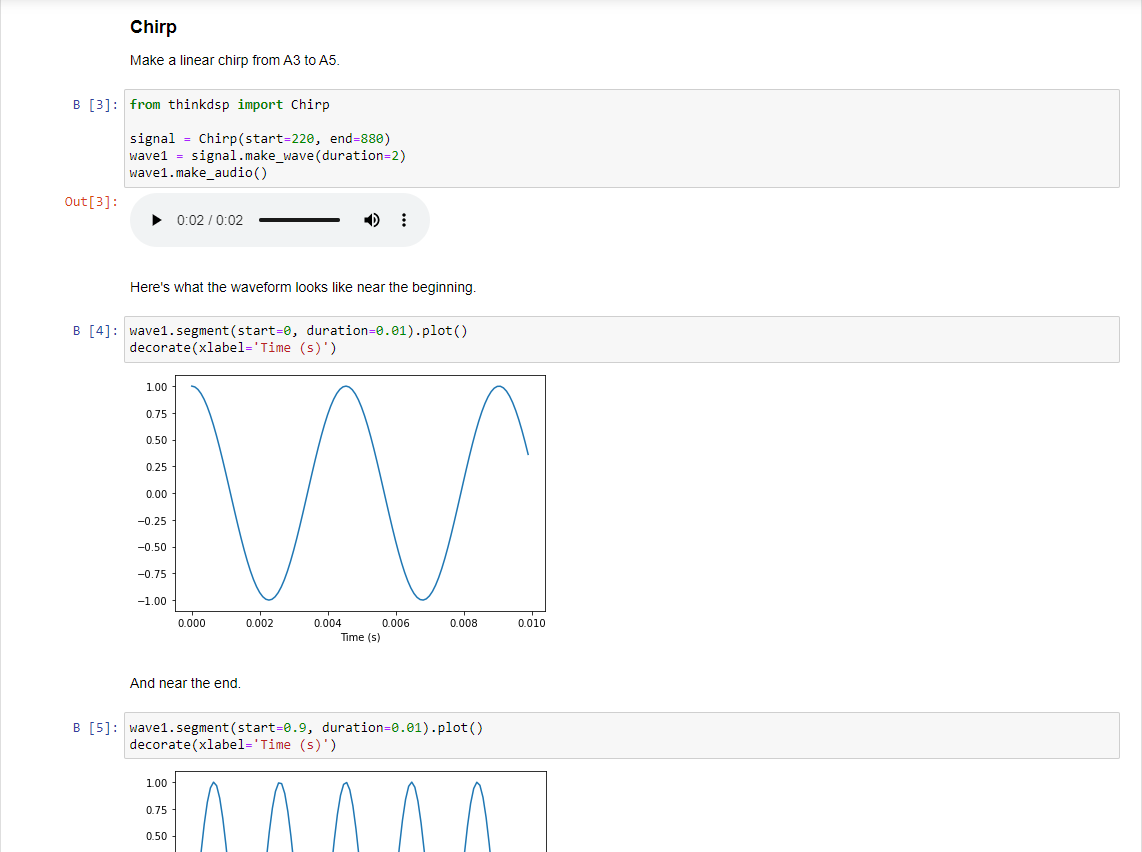 Chirp
Make a linear chirp from A3 to A5.
В [3]: from thinkdsp import Chirp
signal = Chirp(start=220, end=880)
wave1 = signal.make_wave(duration=2)
wave1.make_audio()
Out[3]:
0:02 / 0:02
Here's what the waveform looks like near the beginning.
В [4]: wave1.segment(start=0, duration=0.01).plot()
decorate(xlabel='Time (s)')
1.00
0.75
0.50
0.25
0.00
−0.25
−0.50
−0.75
−1.00
0.000 0.002 0.004 0.006 0.008 0.010
Time (s)
And near the end.
В [5]: wave1.segment(start=0.9, duration=0.01).plot()
decorate(xlabel='Time (s)')
1.00
0.75
0.50